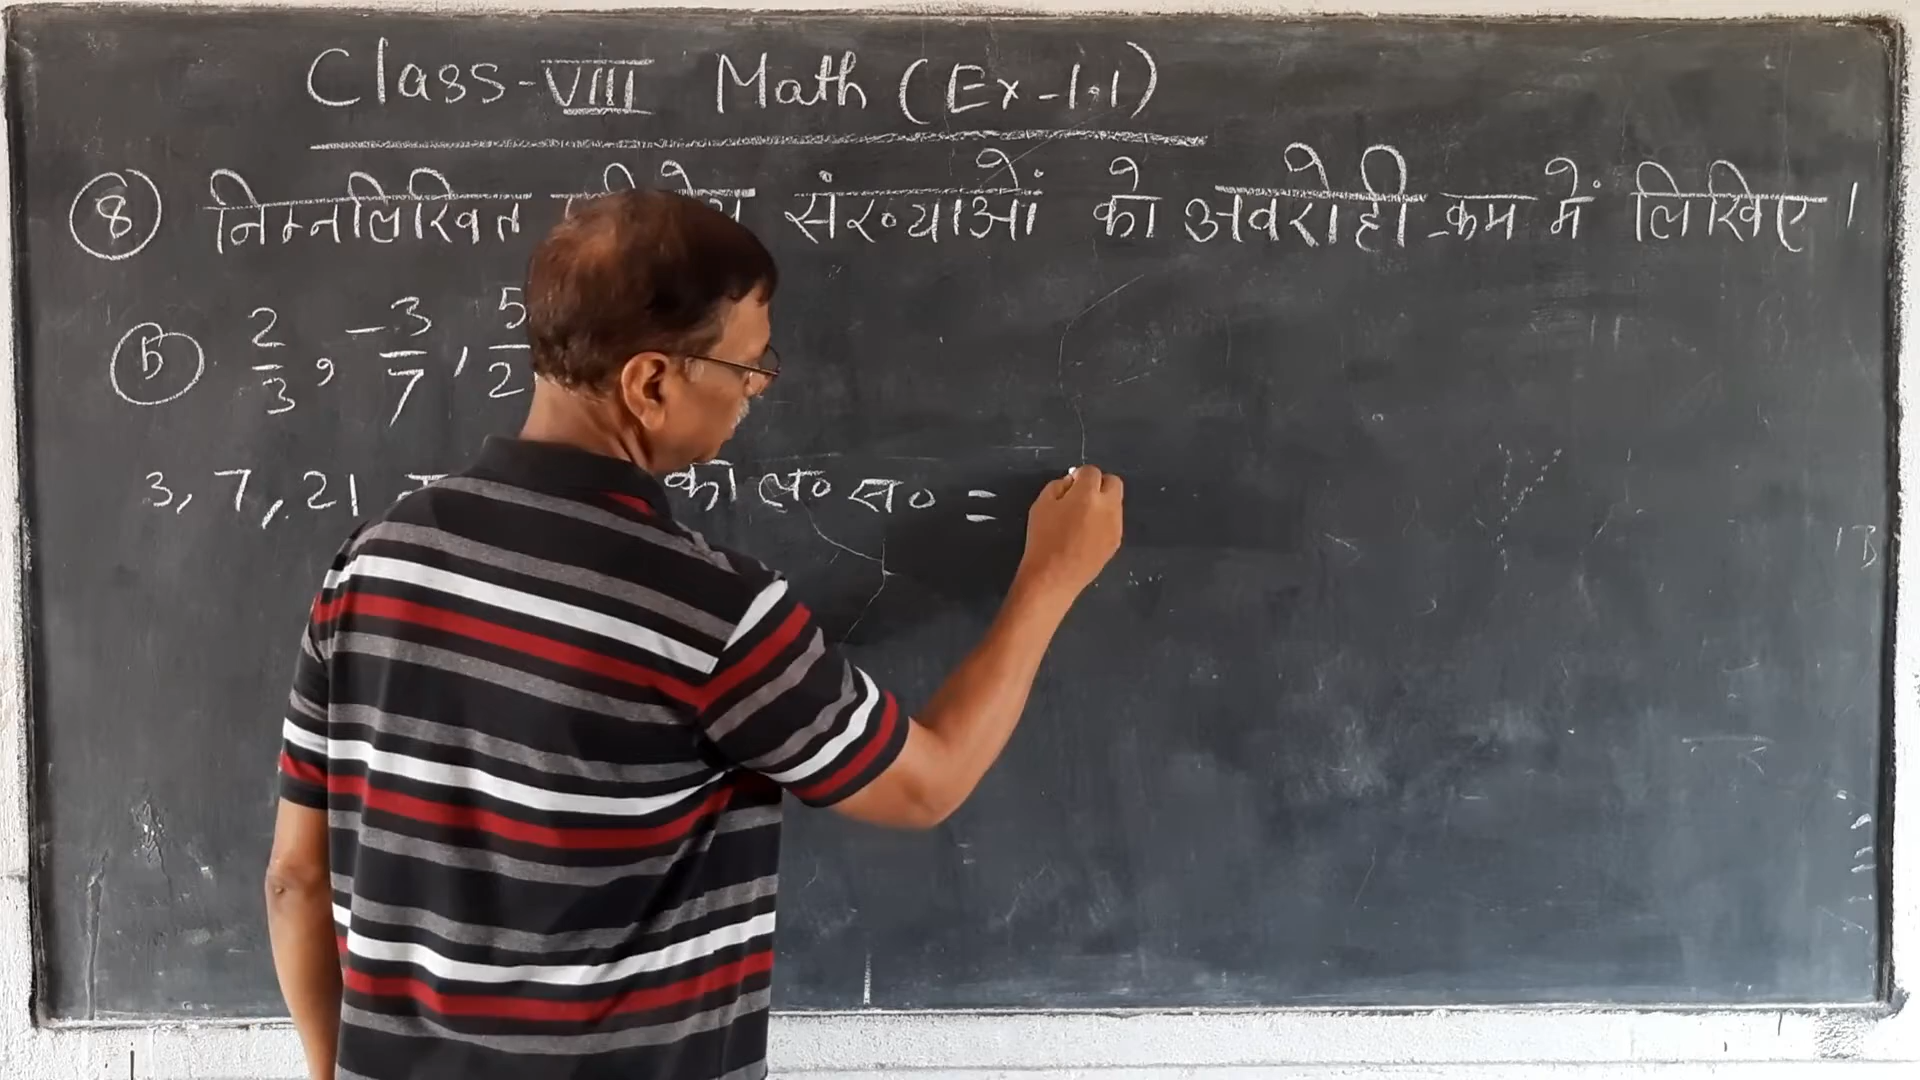 Class-VIII Math (Ex-1.1)
8 निम्नलिखित संख्याओं को अवरोही क्रम में लिखिए।
b 2/3, -3/7, 5/2
3, 7, 21 का ल० स० =